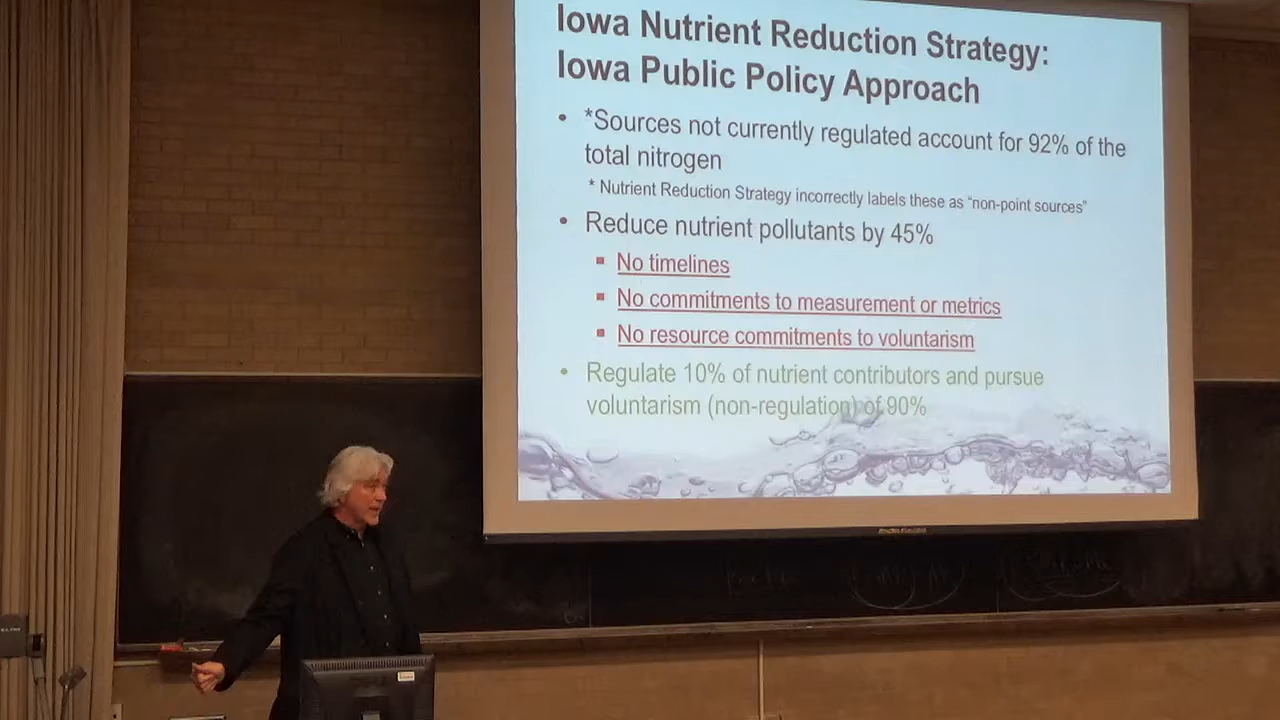 Iowa Nutrient Reduction Strategy:
Iowa Public Policy Approach
• *Sources not currently regulated account for 92% of the
total nitrogen
* Nutrient Reduction Strategy incorrectly labels these as “non-point sources”
• Reduce nutrient pollutants by 45%
▪ No timelines
▪ No commitments to measurement or metrics
▪ No resource commitments to voluntarism
• Regulate 10% of nutrient contributors and pursue
voluntarism (non-regulation) of 90%